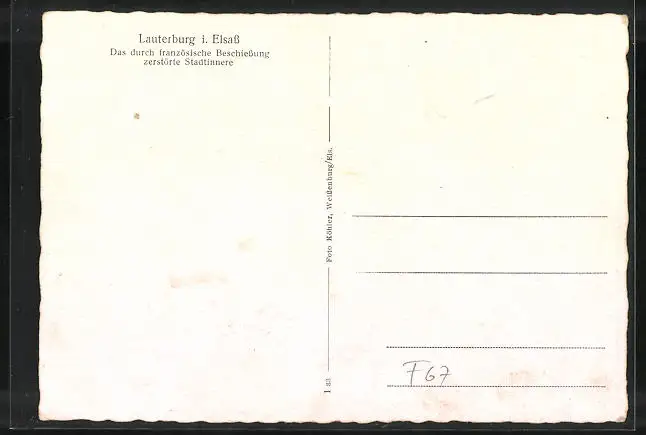 Lauterburg i. Elsaß
Das durch französische Beschießung
zerstörte Stadtinnere
Foto Köhler, Weißenburg/Els.
I 83
F67